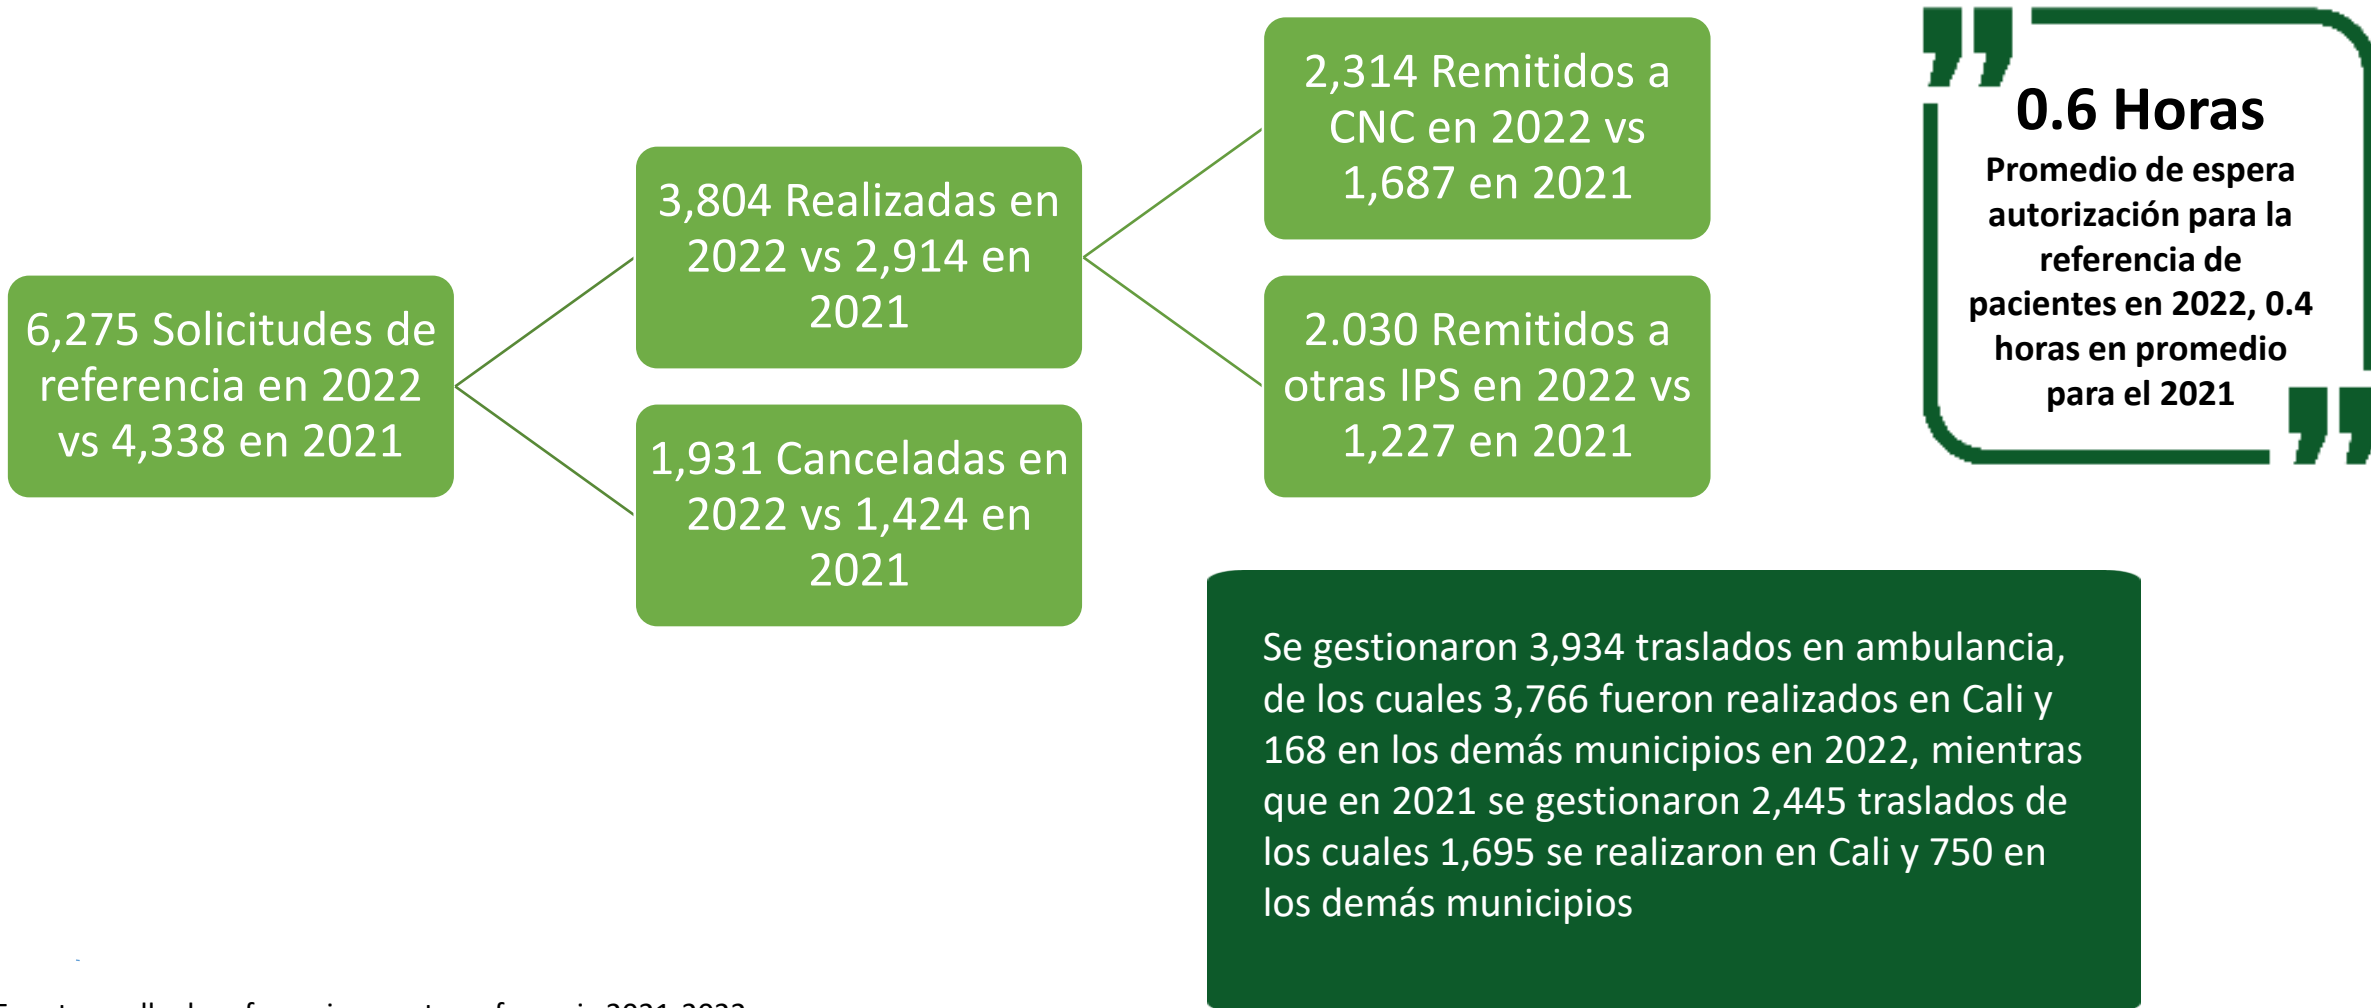 6,275 Solicitudes de
referencia en 2022
vs 4,338 en 2021
3,804 Realizadas en
2022 vs 2,914 en
2021
1,931 Canceladas en
2022 vs 1,424 en
2021
2,314 Remitidos a
CNC en 2022 vs
1,687 en 2021
2.030 Remitidos a
otras IPS en 2022 vs
1,227 en 2021
0.6 Horas
Promedio de espera
autorización para la
referencia de
pacientes en 2022, 0.4
horas en promedio
para el 2021
Se gestionaron 3,934 traslados en ambulancia,
de los cuales 3,766 fueron realizados en Cali y
168 en los demás municipios en 2022, mientras
que en 2021 se gestionaron 2,445 traslados de
los cuales 1,695 se realizaron en Cali y 750 en
los demás municipios